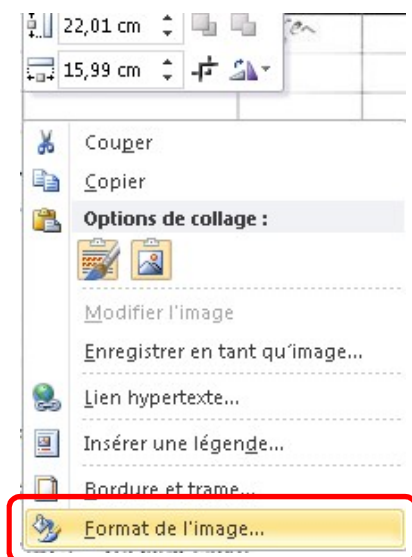 22,01 cm
15,99 cm
Couper
Copier
Options de collage :
Modifier l'image
Enregistrer en tant qu'image...
Lien hypertexte...
Insérer une légende...
Bordure et trame...
Format de l'image...